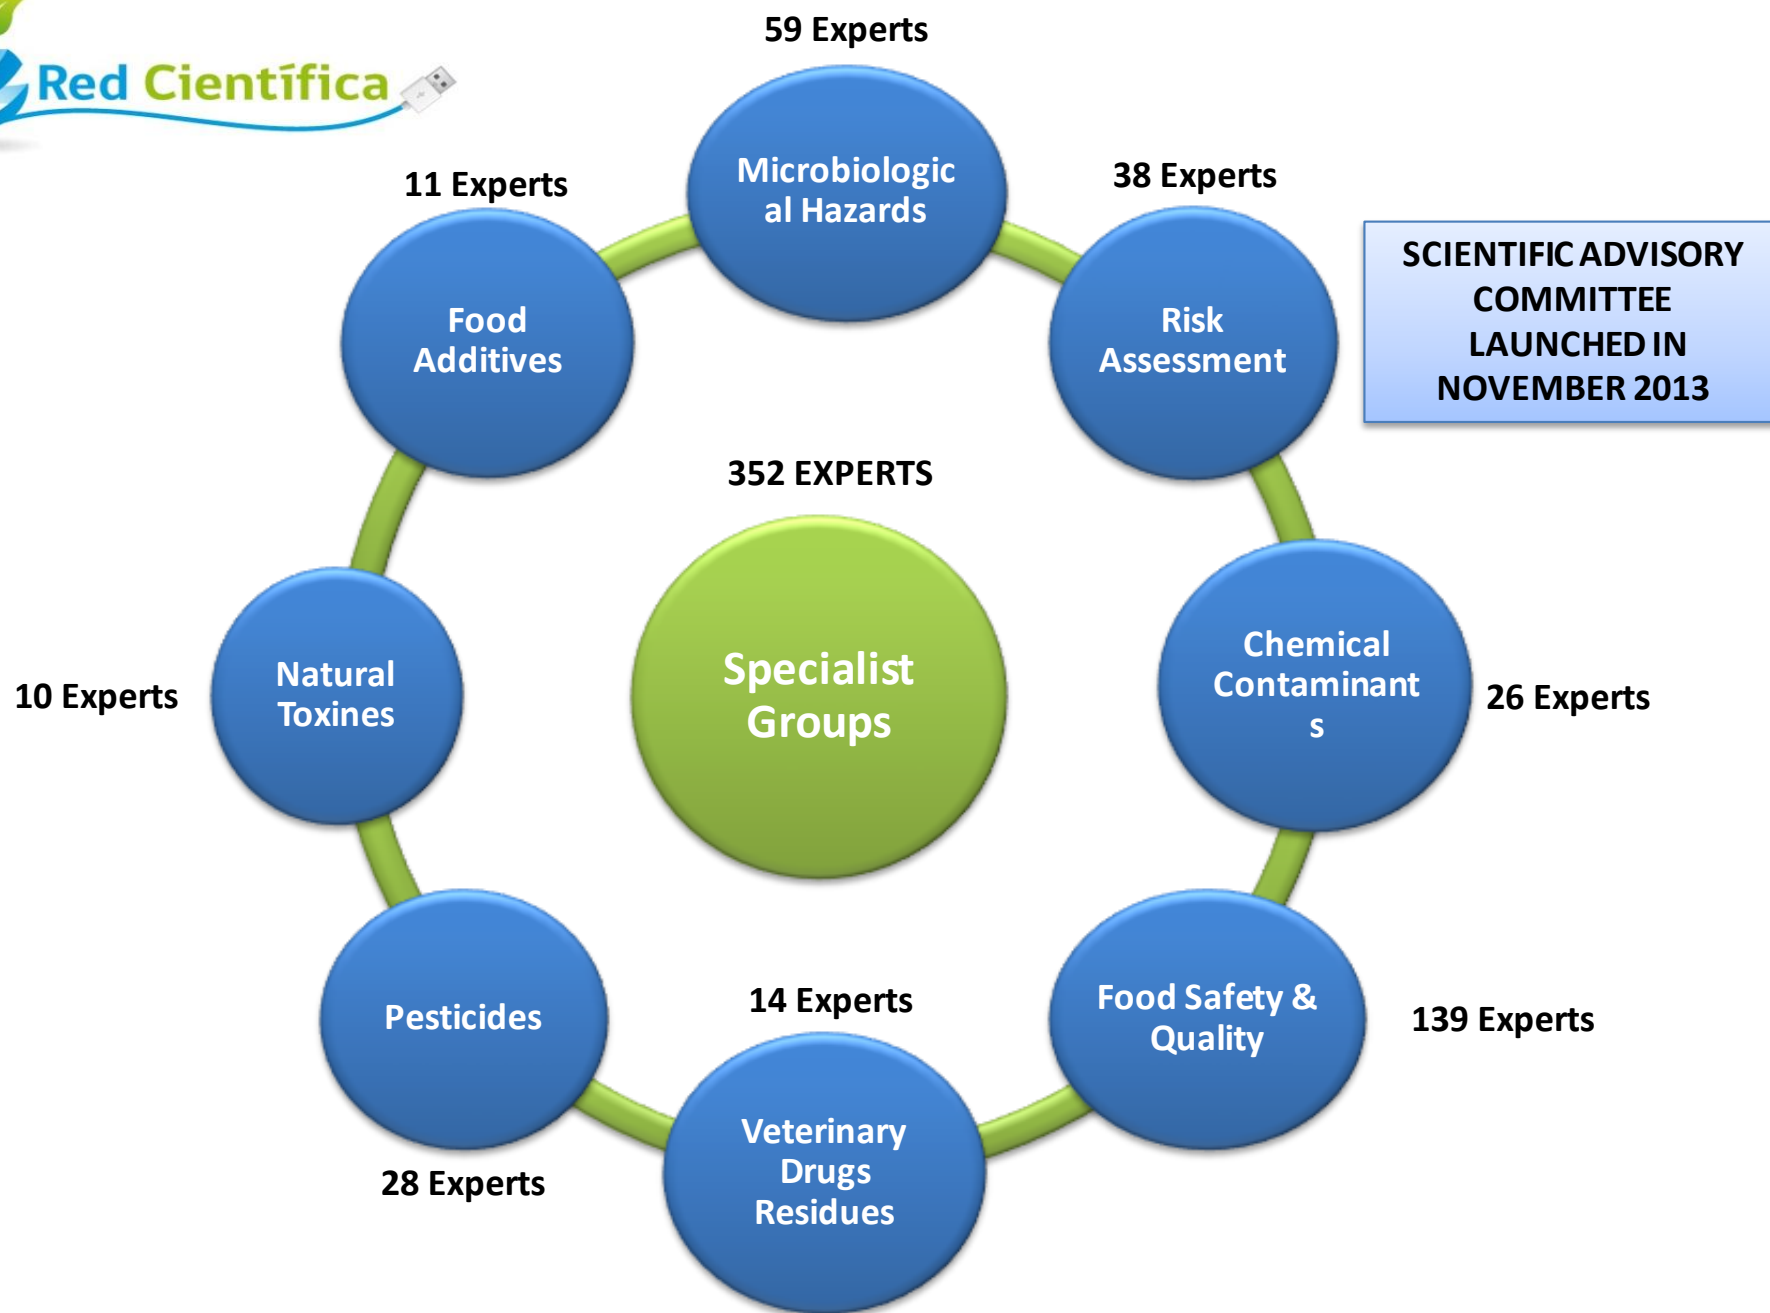 59 Experts
Red Científica
Microbiologic
al Hazards
11 Experts
38 Experts
SCIENTIFIC ADVISORY
COMMITTEE
LAUNCHED IN
NOVEMBER 2013
Food
Additives
Risk
Assessment
352 EXPERTS
Specialist
Groups
Chemical
Contaminant
s
26 Experts
10 Experts
Natural
Toxines
Food Safety &
Quality
139 Experts
14 Experts
Pesticides
28 Experts
Veterinary
Drugs
Residues